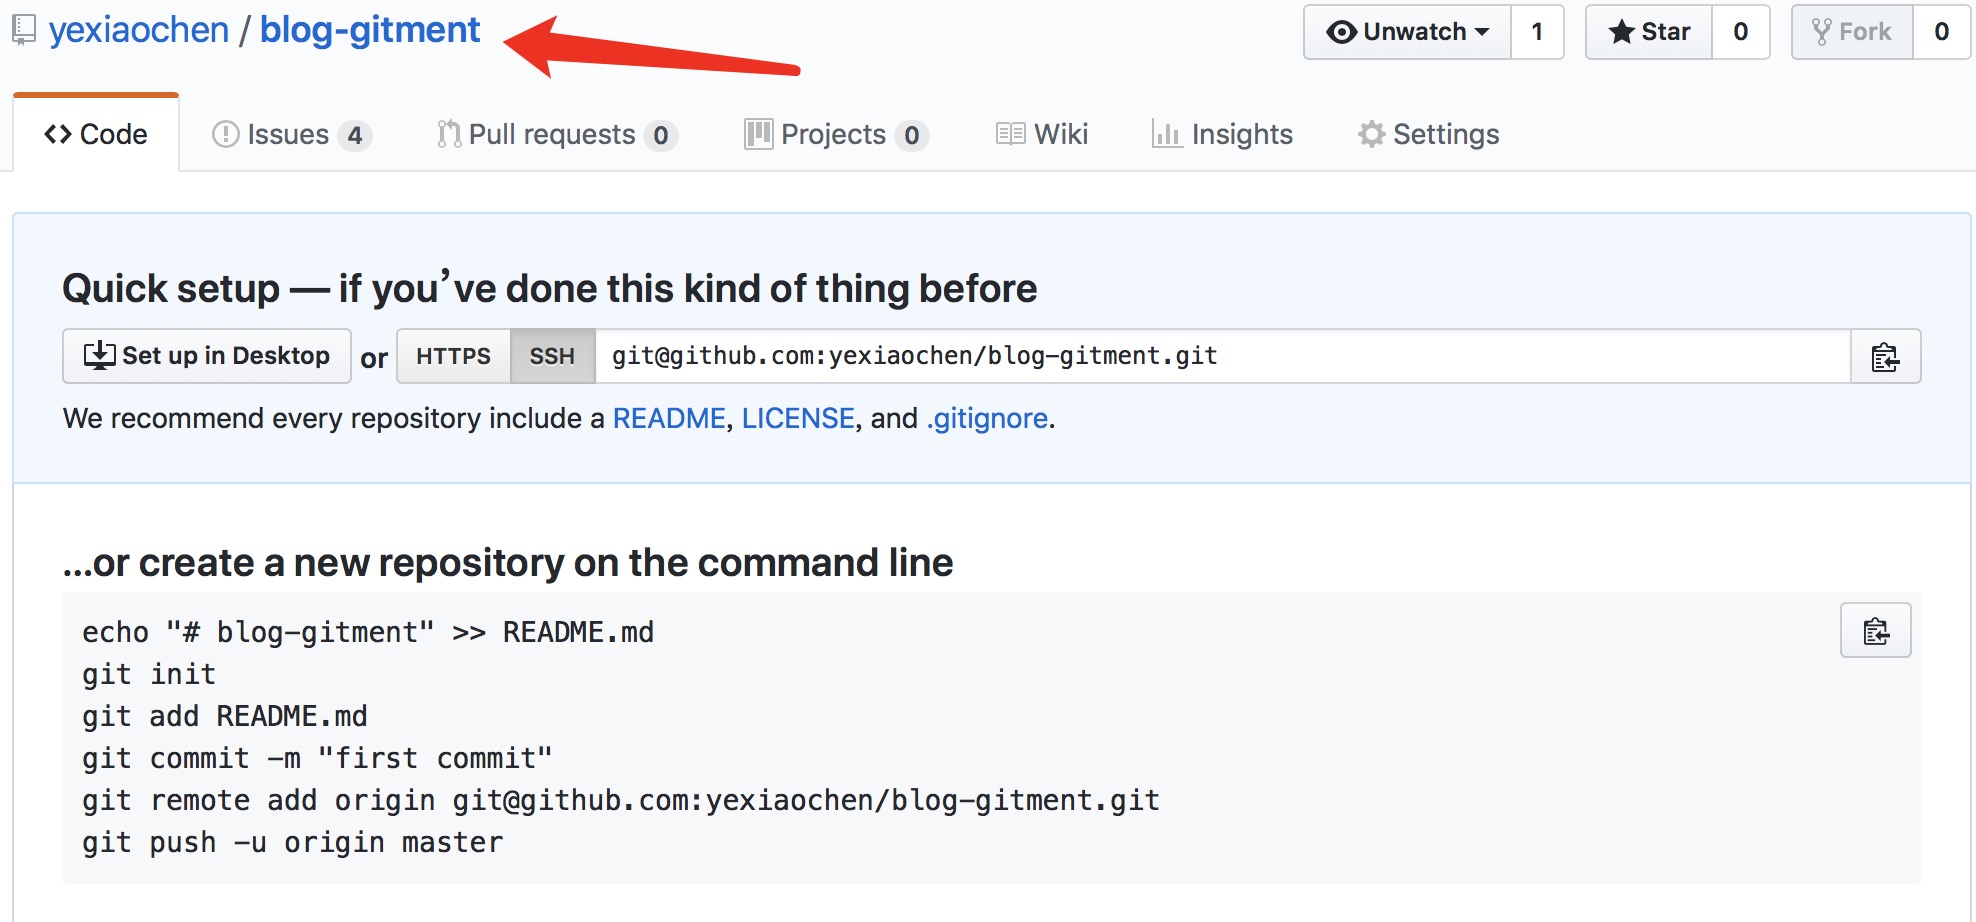 yexiaochen / blog-gitment
Unwatch 1 Star 0 Fork 0
Code Issues 4 Pull requests 0 Projects 0 Wiki Insights Settings
Quick setup — if you’ve done this kind of thing before
Set up in Desktop or HTTPS SSH git@github.com:yexiaochen/blog-gitment.git
We recommend every repository include a README, LICENSE, and .gitignore.
…or create a new repository on the command line
echo "# blog-gitment" >> README.md
git init
git add README.md
git commit -m "first commit"
git remote add origin git@github.com:yexiaochen/blog-gitment.git
git push -u origin master